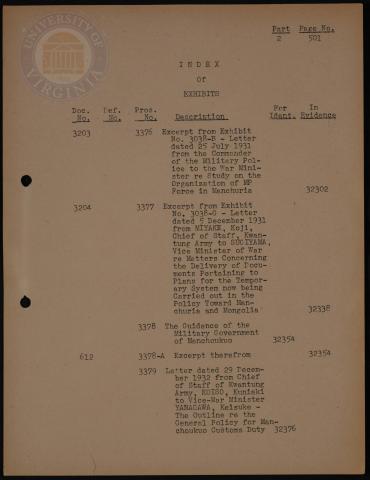 UNIVERSITY OF VIRGINIA
Part Page No.
2 501
INDEX
Of
EXHIBITS
Doc. No. Def. No. Pros. No. Description For Ident. In Evidence
3203 3376 Excerpt from Exhibit
No. 3038-B - Letter
dated 25 July 1931
from the Commander
of the Military Pol-
ice to the War Mini-
ster re Study on the
Organization of MP
Force in Manchuria 32302
3204 3377 Excerpt from Exhibit
No. 3038-G - Letter
dated 5 December 1931
from MIYAKE, Koji,
Chief of Staff, Kwan-
tung Army to SUGIYAMA,
Vice Minister of War
re Matters Concerning
the Delivery of Docu-
ments Pertaining to
Plans for the Tempor-
ary System now being
Carried out in the
Policy Toward Man-
churia and Mongolia 32338
3378 The Guidance of the
Military Government
of Manchoukuo 32354
612 3378-A Excerpt therefrom 32354
3379 Letter dated 29 Decem-
ber 1932 from Chief
of Staff of Kwantung
Army, KOISO, Kuniaki
to Vice-War Minister
YANAGAWA, Heisuke -
The Outline re the
General Policy for Man-
choukuo Customs Duty 32376